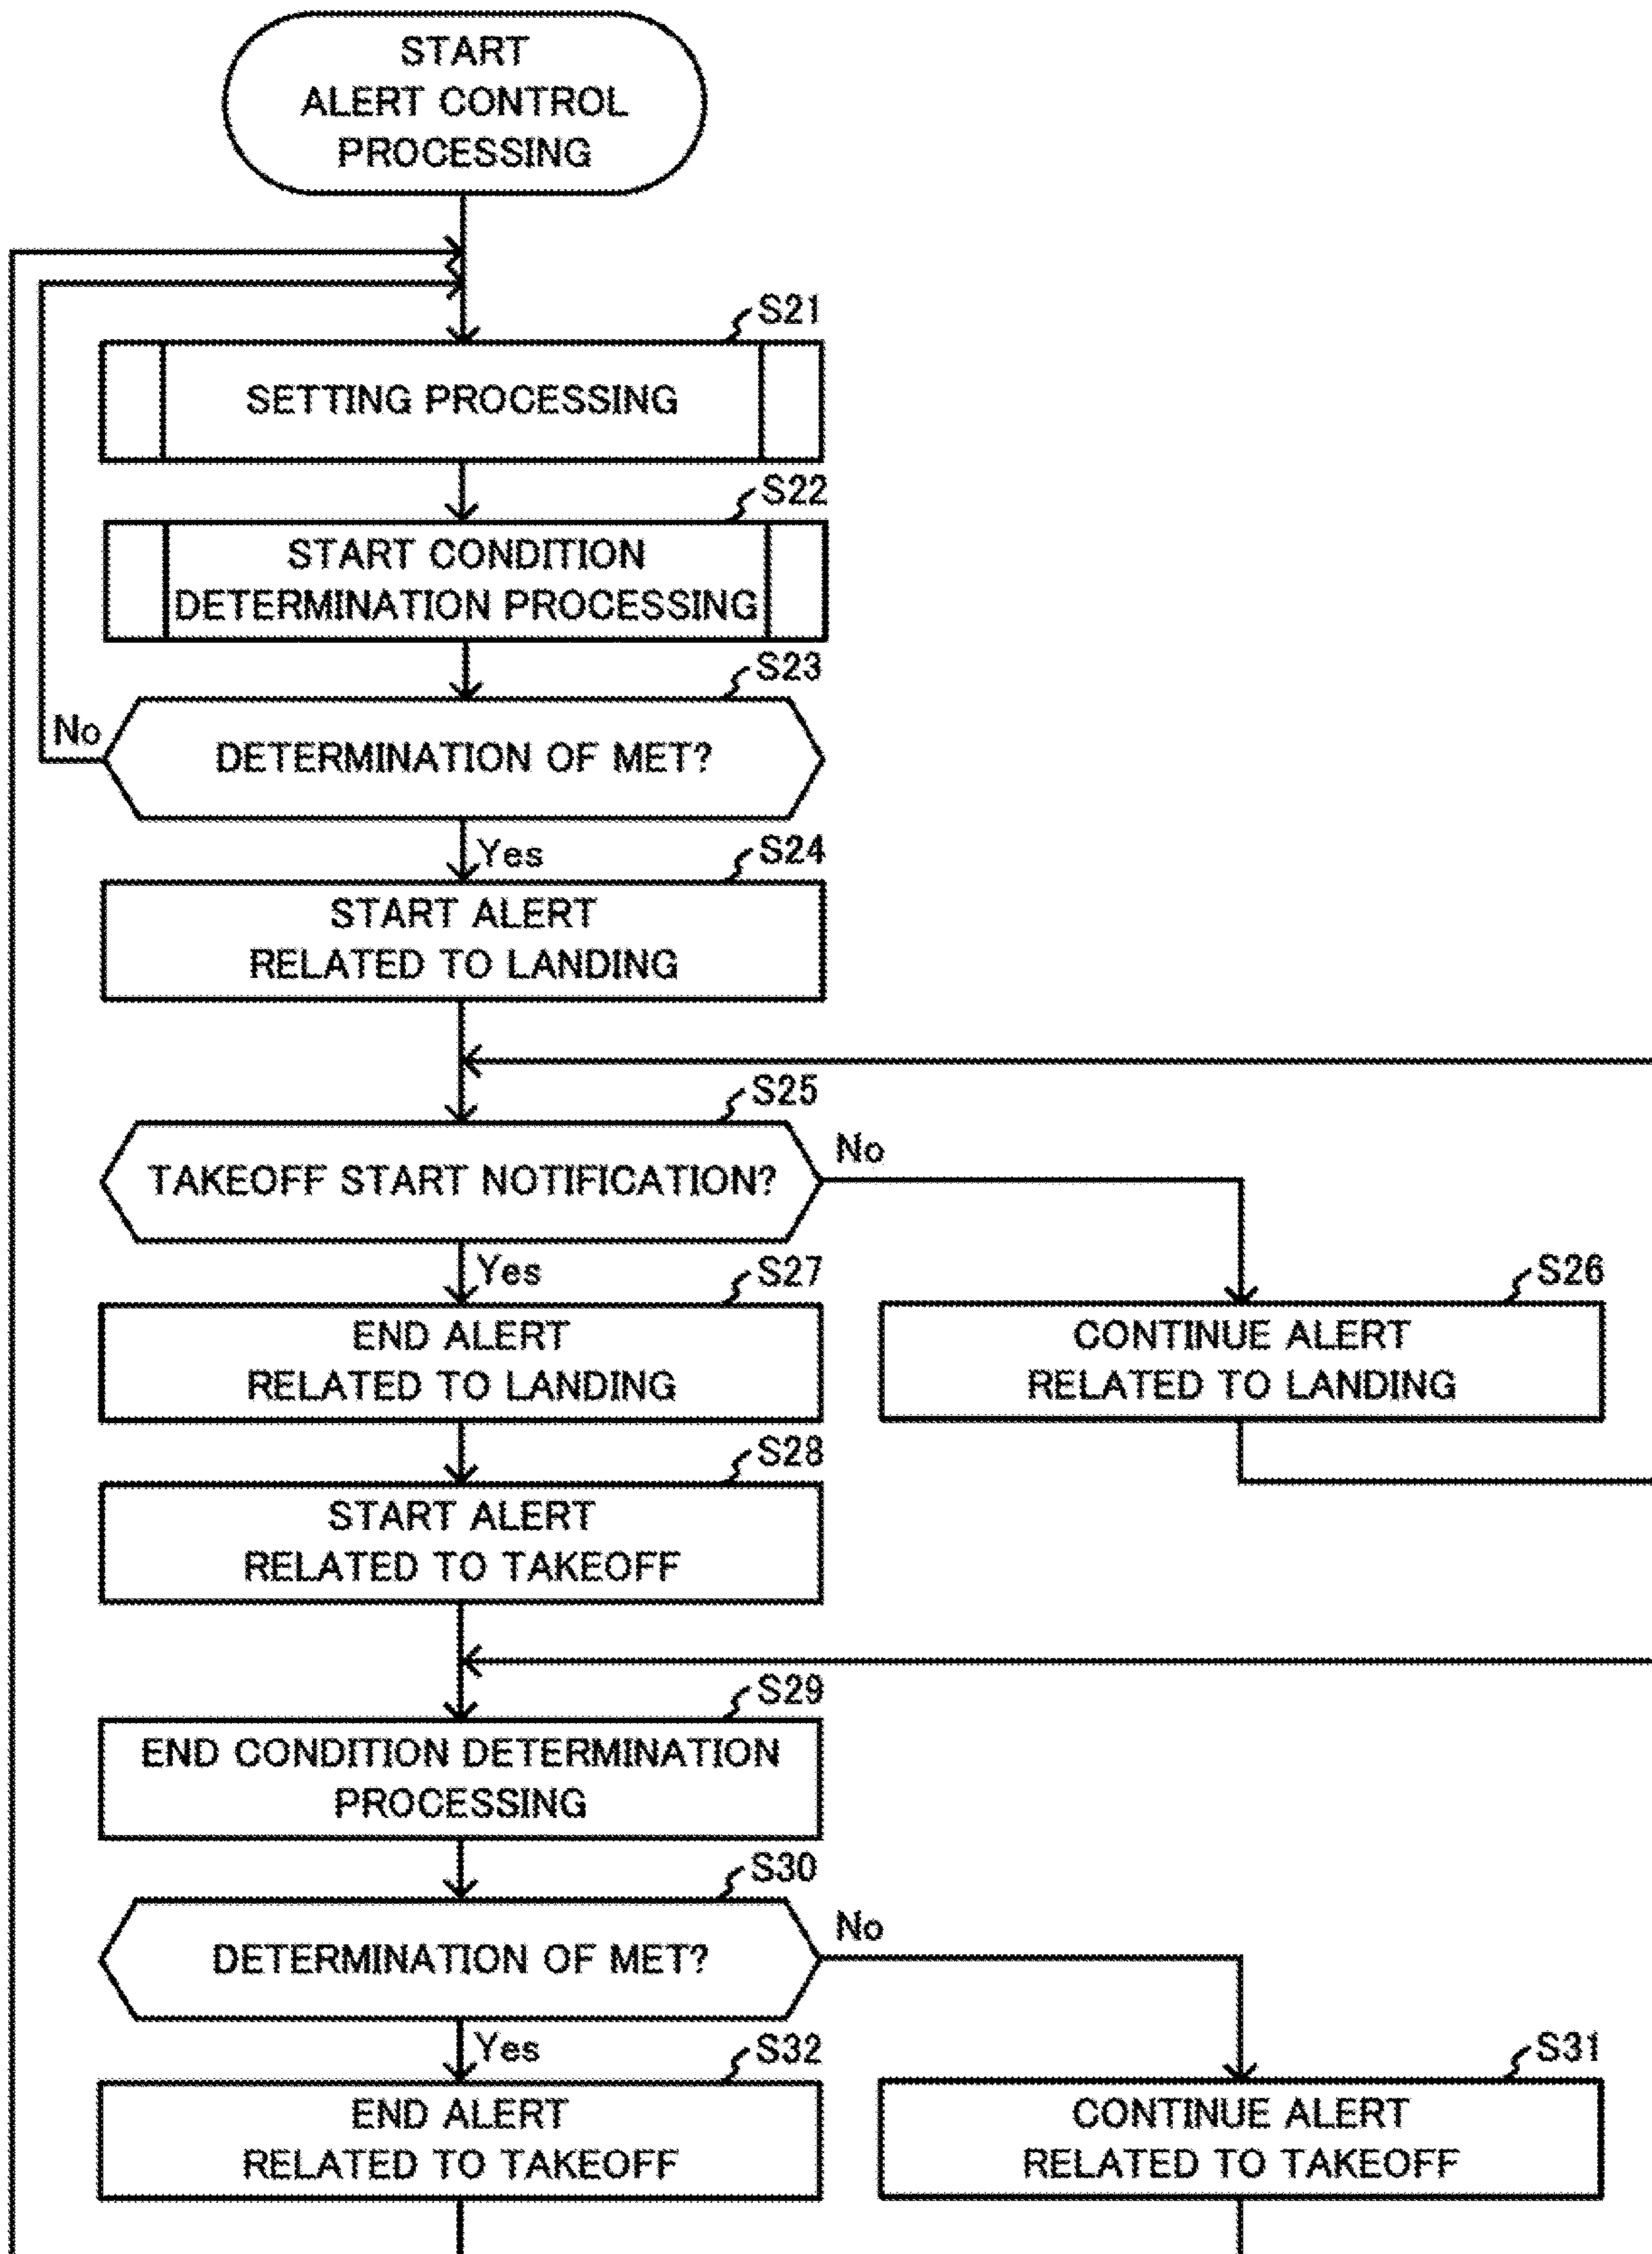 START
ALERT CONTROL
PROCESSING
S21
SETTING PROCESSING
S22
START CONDITION
DETERMINATION PROCESSING
S23
No
DETERMINATION OF MET?
Yes
S24
START ALERT
RELATED TO LANDING
S25
TAKEOFF START NOTIFICATION?
No
Yes
S27
END ALERT
RELATED TO LANDING
S26
CONTINUE ALERT
RELATED TO LANDING
S28
START ALERT
RELATED TO TAKEOFF
S29
END CONDITION DETERMINATION
PROCESSING
S30
DETERMINATION OF MET?
No
Yes
S32
END ALERT
RELATED TO TAKEOFF
S31
CONTINUE ALERT
RELATED TO TAKEOFF